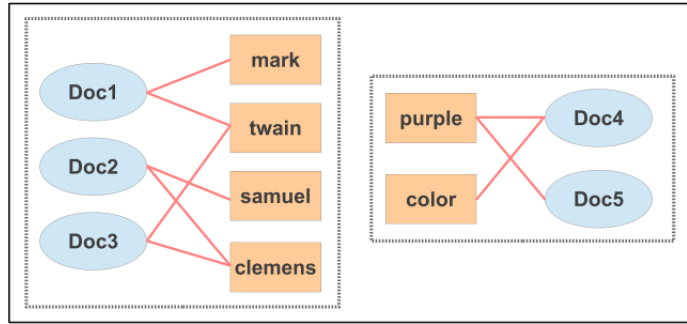 Doc1
Doc2
Doc3
mark
twain
samuel
clemens
purple
color
Doc4
Doc5